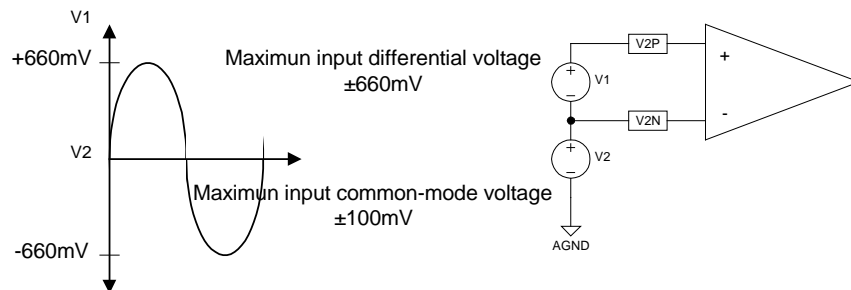 V1
+660mV
V2
-660mV
Maximun input differential voltage
±660mV
Maximun input common-mode voltage
±100mV
V2P
+
+
−
V1
V2N
-
+
−
V2
AGND